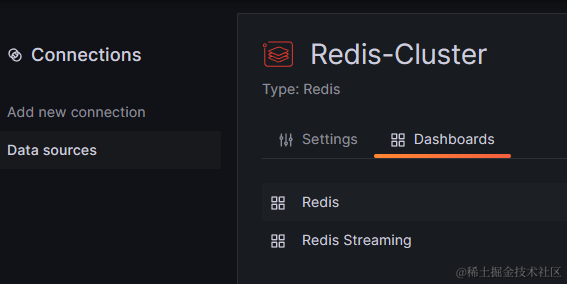 Connections
Add new connection
Data sources
Redis-Cluster
Type: Redis
Settings
Dashboards
Redis
Redis Streaming
@稀土掘金技术社区